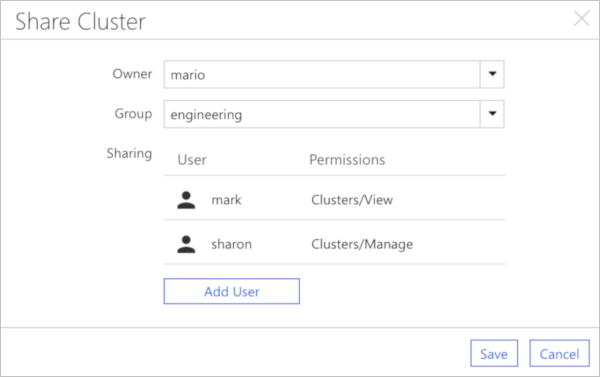 Share Cluster
Owner mario
Group engineering
Sharing User Permissions
mark Clusters/View
sharon Clusters/Manage
Add User
Save Cancel